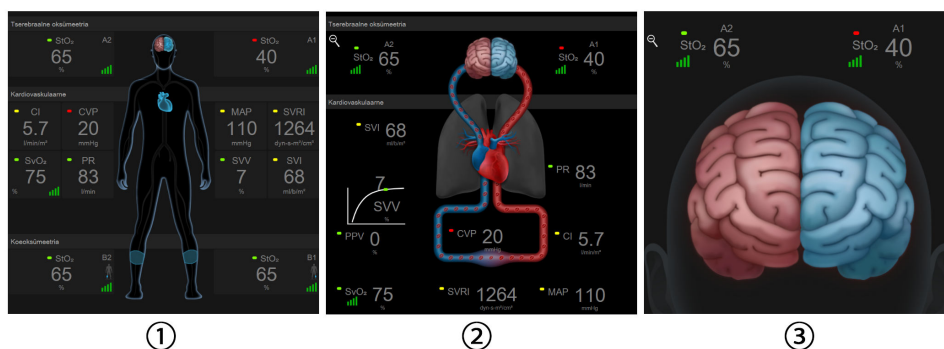 Tserebraalne oksümeetria
StO₂ A2
65
%
StO₂ A1
40
%
Kardiovaskulaarne
CI
5.7
l/min/m²
CVP
20
mmHg
MAP
110
mmHg
SVRI
1264
dyn-s-m²/cm⁵
SvO₂
75
%
PR
83
l/min
SVV
7
%
SVI
68
ml/b/m²
Koeoksümeetria
StO₂ B2
65
%
StO₂ B1
65
%
①
Tserebraalne oksümeetria
A2
StO₂ 65
%
A1
StO₂ 40
%
Kardiovaskulaarne
SVI 68
ml/b/m²
PR 83
l/min
7
SVV
%
PPV 0
%
CVP 20
mmHg
CI 5.7
l/min/m²
SvO₂ 75
%
SVRI 1264
dyn-s-m²/cm⁵
MAP 110
mmHg
②
A2
StO₂ 65
%
A1
StO₂ 40
%
③